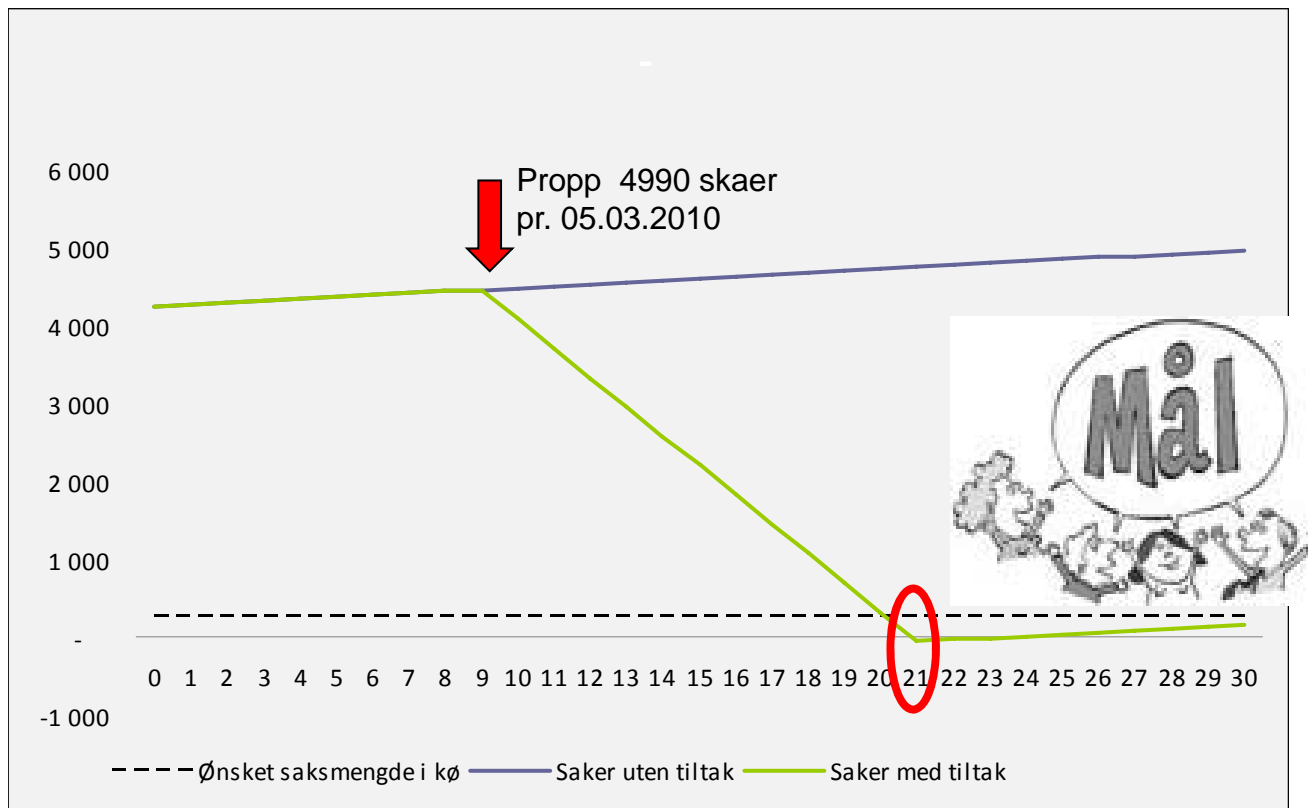 -
6 000
Propp 4990 skaer
pr. 05.03.2010
5 000
4 000
Mål
3 000
2 000
1 000
-
0 1 2 3 4 5 6 7 8 9 10 11 12 13 14 15 16 17 18 19 20 21 22 23 24 25 26 27 28 29 30
-1 000
Ønsket saksmengde i kø Saker uten tiltak Saker med tiltak